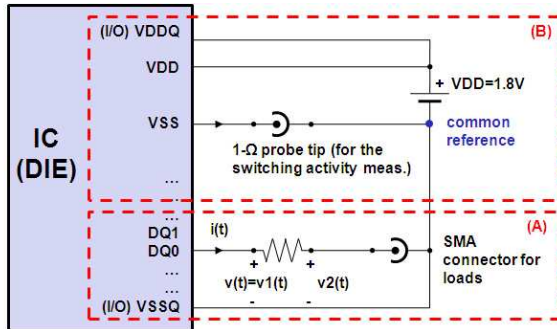 (I/O) VDDQ
(B)
VDD
+ VDD=1.8V
VSS
common
reference
IC
(DIE)
1-Ω probe tip (for the
switching activity meas.)
...
...
...
(A)
DQ1
i(t)
DQ0
SMA
connector for
loads
+
+
...
v(t)=v1(t)
v2(t)
...
-
-
(I/O) VSSQ